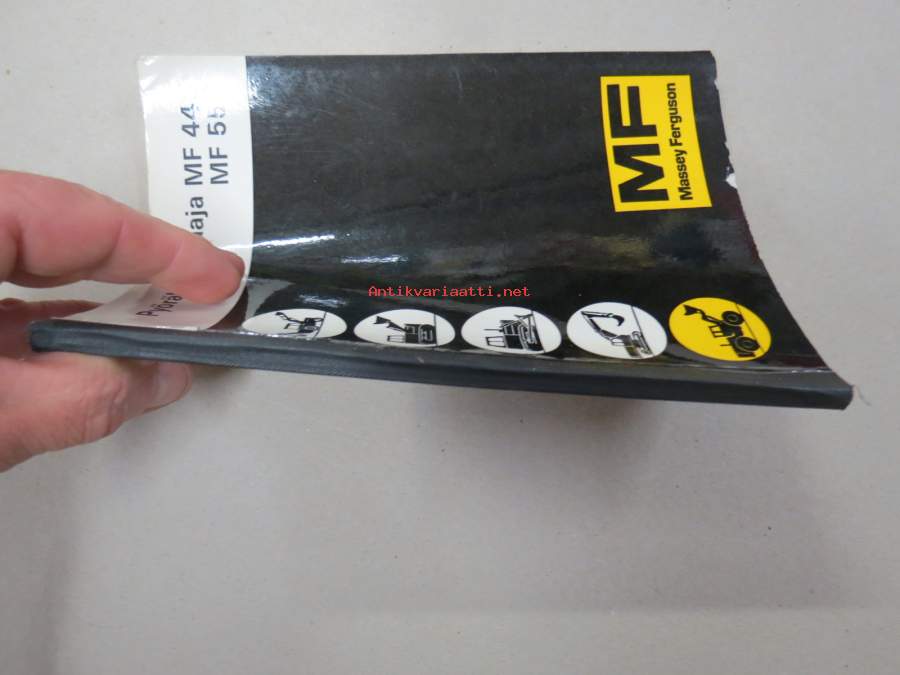 MF
Massey Ferguson
MF 44
MF 55
Antikvariaatti.net